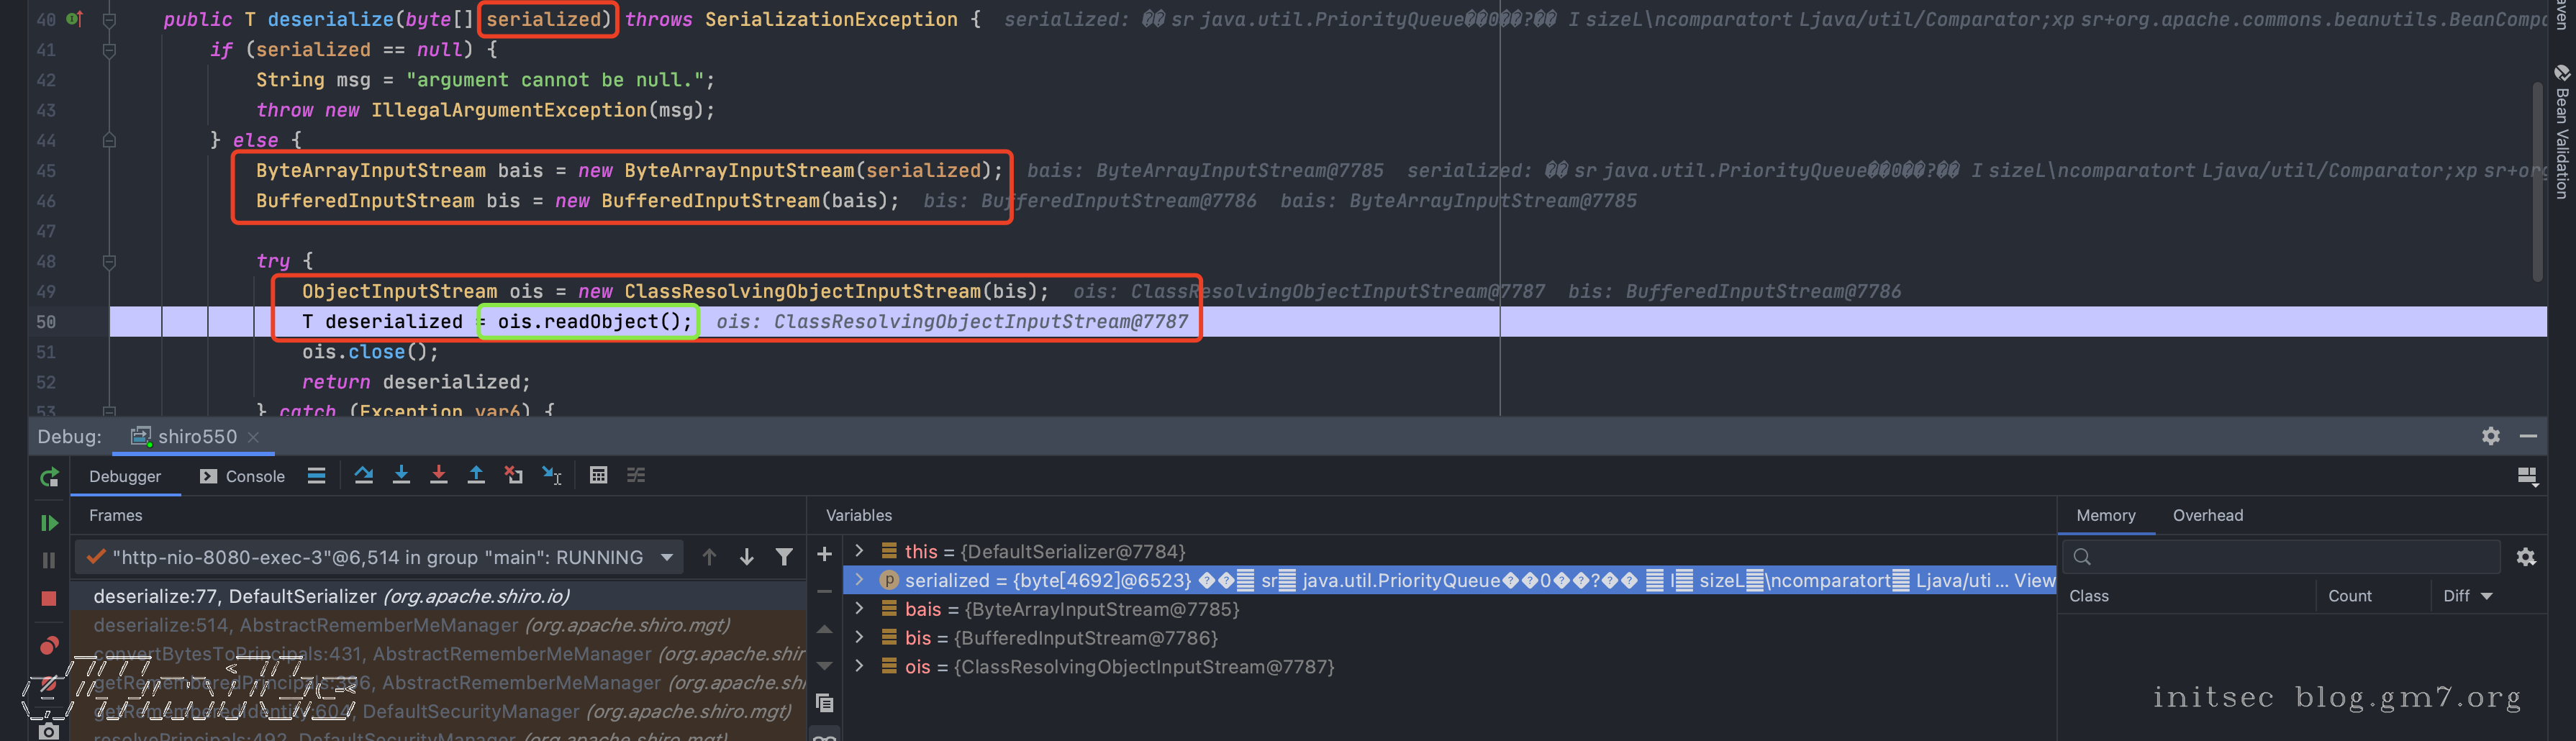 40 public T deserialize(byte[] serialized) throws SerializationException { serialized: ��sr java.util.PriorityQueue��0��?�� I sizeL\ncomparatort Ljava/util/Comparator;xp sr+org.apache.commons.beanutils.BeanCompa
41 if (serialized == null) {
42 String msg = "argument cannot be null.";
43 throw new IllegalArgumentException(msg);
44 } else {
45 ByteArrayInputStream bais = new ByteArrayInputStream(serialized); bais: ByteArrayInputStream@7785 serialized: ��sr java.util.PriorityQueue��0��?�� I sizeL\ncomparatort Ljava/util/Comparator;xp sr+org
46 BufferedInputStream bis = new BufferedInputStream(bais); bis: BufferedInputStream@7786 bais: ByteArrayInputStream@7785
47
48 try {
49 ObjectInputStream ois = new ClassResolvingObjectInputStream(bis); ois: ClassResolvingObjectInputStream@7787 bis: BufferedInputStream@7786
50 T deserialized = ois.readObject(); ois: ClassResolvingObjectInputStream@7787
51 ois.close();
52 return deserialized;
53 } catch (Exception var6) {
aven
Bean Validation
Debug: shiro550
Debugger Console
Frames
"http-nio-8080-exec-3"@6,514 in group "main": RUNNING
deserialize:77, DefaultSerializer (org.apache.shiro.io)
deserialize:514, AbstractRememberMeManager (org.apache.shiro.mgt)
convertBytesToPrincipals:431, AbstractRememberMeManager (org.apache.shir
getRememberedPrincipals:396, AbstractRememberMeManager (org.apache.shi
getRememberedIdentity:604, DefaultSecurityManager (org.apache.shiro.mgt)
resolvePrincipals:492, DefaultSecurityManager (org.apache.shiro.mgt)
Variables
this = {DefaultSerializer@7784}
serialized = {byte[4692]@6523} ��sr java.util.PriorityQueue��0��?�� I sizeL\ncomparatort Ljava/uti ... View
bais = {ByteArrayInputStream@7785}
bis = {BufferedInputStream@7786}
ois = {ClassResolvingObjectInputStream@7787}
Memory Overhead
Class Count Diff
initsec blog.gm7.org